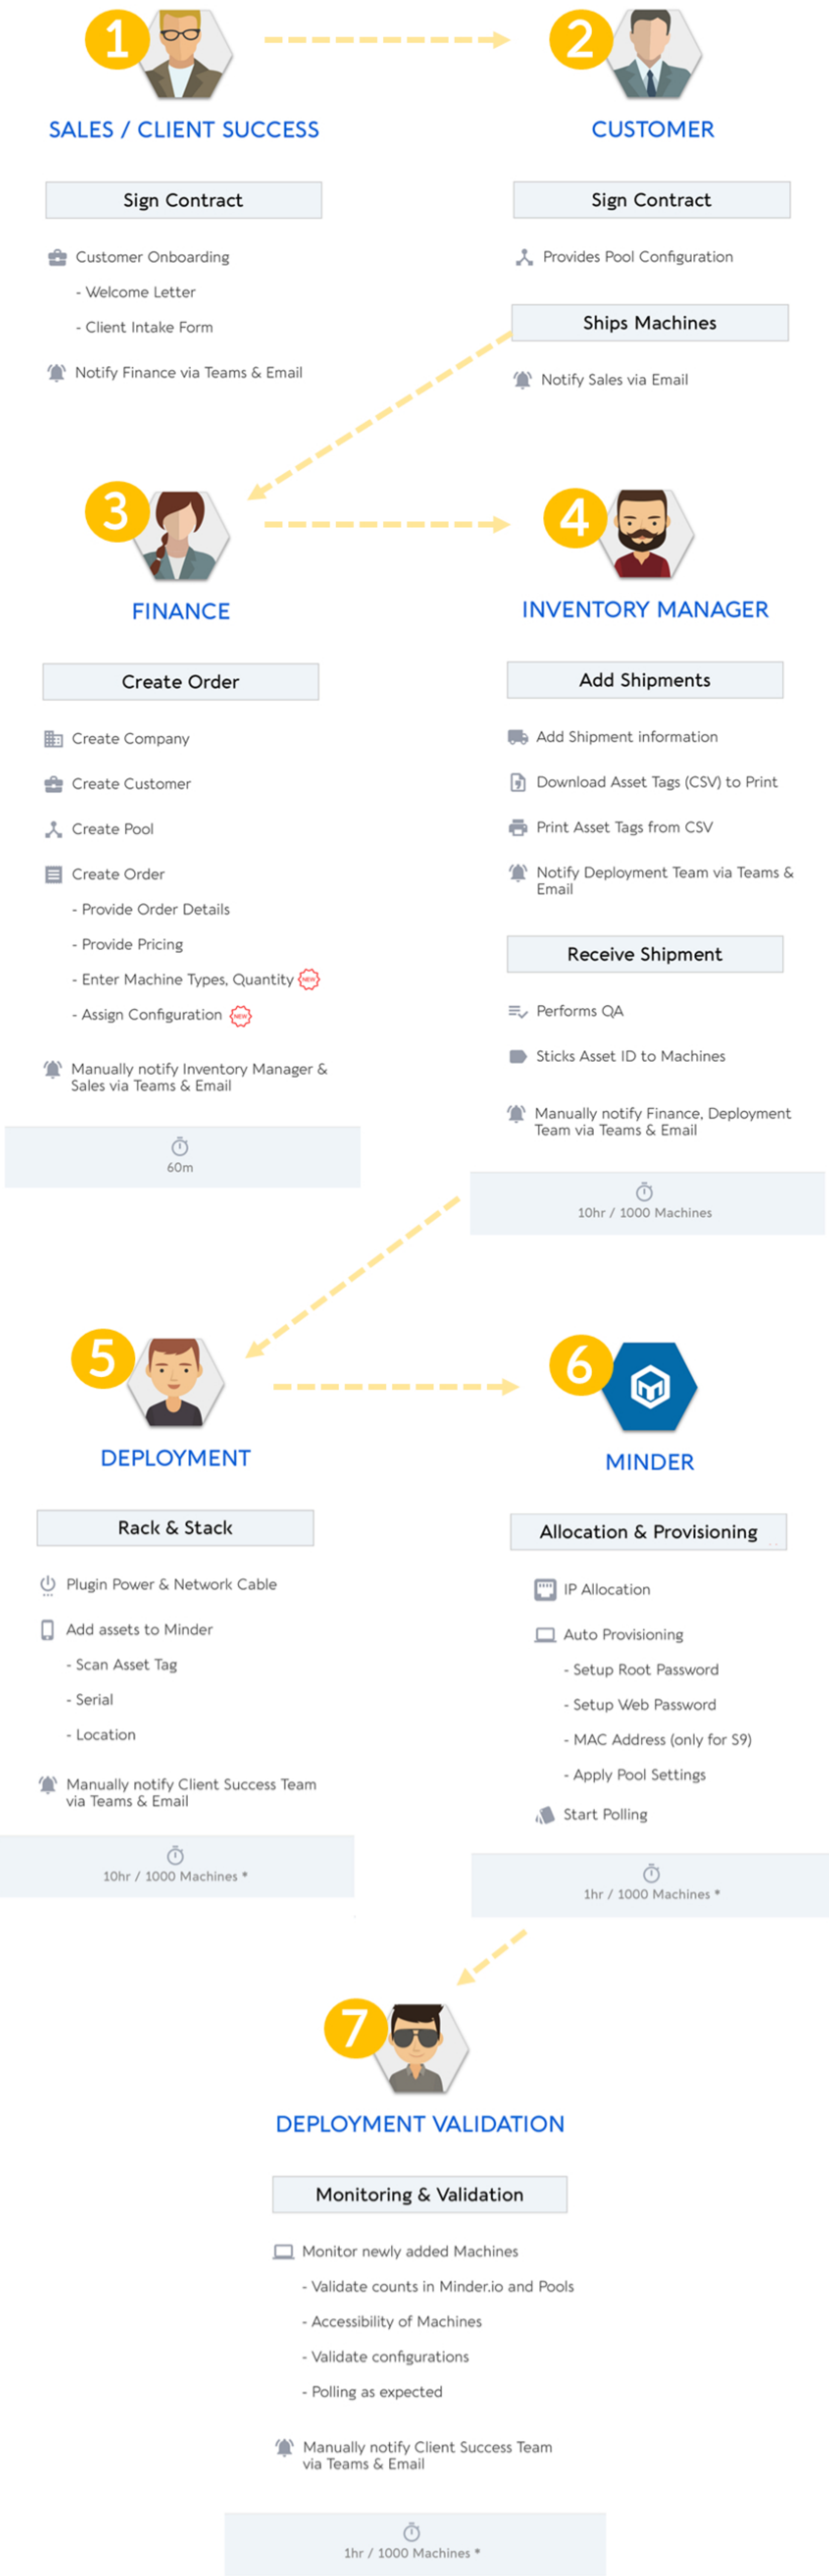 1
SALES / CLIENT SUCCESS
Sign Contract
Customer Onboarding
- Welcome Letter
- Client Intake Form
Notify Finance via Teams & Email
2
CUSTOMER
Sign Contract
Provides Pool Configuration
Ships Machines
Notify Sales via Email
3
FINANCE
Create Order
Create Company
Create Customer
Create Pool
Create Order
- Provide Order Details
- Provide Pricing
- Enter Machine Types, Quantity NEW
- Assign Configuration NEW
Manually notify Inventory Manager &
Sales via Teams & Email
60m
4
INVENTORY MANAGER
Add Shipments
Add Shipment information
Download Asset Tags (CSV) to Print
Print Asset Tags from CSV
Notify Deployment Team via Teams &
Email
Receive Shipment
Performs QA
Sticks Asset ID to Machines
Manually notify Finance, Deployment
Team via Teams & Email
10hr / 1000 Machines
5
DEPLOYMENT
Rack & Stack
Plugin Power & Network Cable
Add assets to Minder
- Scan Asset Tag
- Serial
- Location
Manually notify Client Success Team
via Teams & Email
10hr / 1000 Machines *
6
MINDER
Allocation & Provisioning
IP Allocation
Auto Provisioning
- Setup Root Password
- Setup Web Password
- MAC Address (only for S9)
- Apply Pool Settings
Start Polling
1hr / 1000 Machines *
7
DEPLOYMENT VALIDATION
Monitoring & Validation
Monitor newly added Machines
- Validate counts in Minder.io and Pools
- Accessibility of Machines
- Validate configurations
- Polling as expected
Manually notify Client Success Team
via Teams & Email
1hr / 1000 Machines *